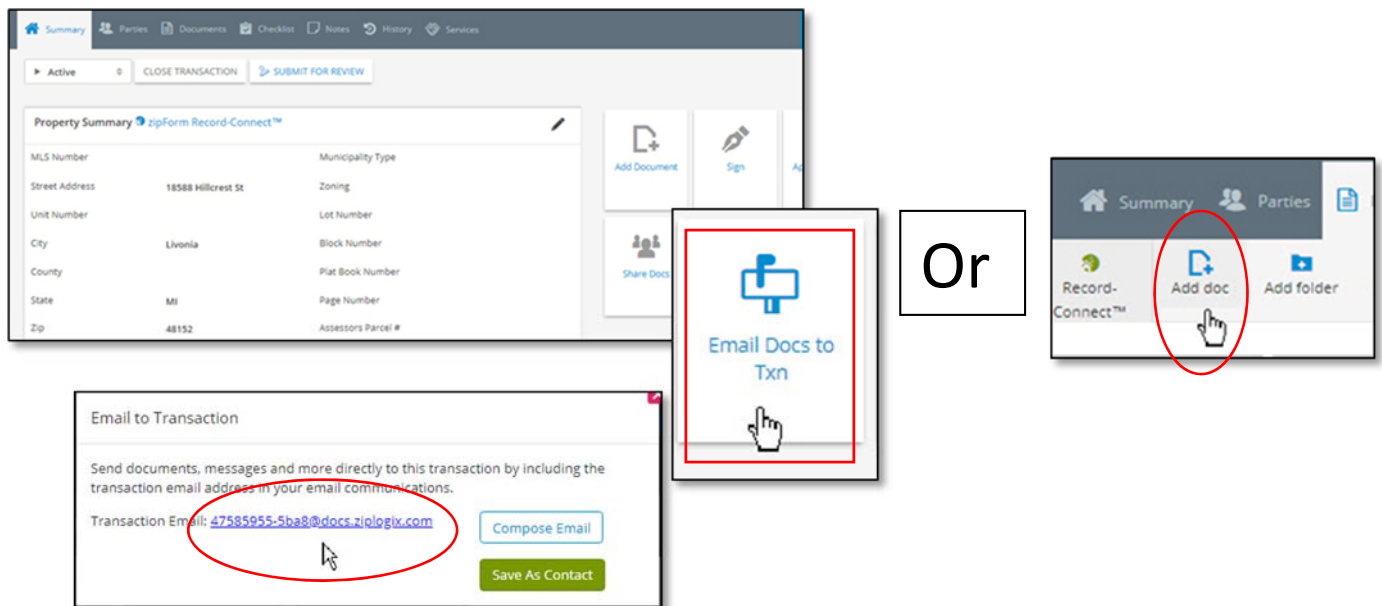 Summary Parties Documents Checklist Notes History Services
Active CLOSE TRANSACTION SUBMIT FOR REVIEW
Property Summary zipForm Record-Connect™
MLS Number Municipality Type
Street Address 18588 Hillcrest St Zoning
Unit Number Lot Number
City Livonia Block Number
County Plat Book Number
State MI Page Number
Zip 48152 Assessors Parcel #
Add Document Sign
Share Docs
Email Docs to
Txn
Or
Summary Parties
Record-
Connect™
Add doc Add folder
Email to Transaction
Send documents, messages and more directly to this transaction by including the
transaction email address in your email communications.
Transaction Email: 47585955-5ba8@docs.ziplogix.com
Compose Email
Save As Contact